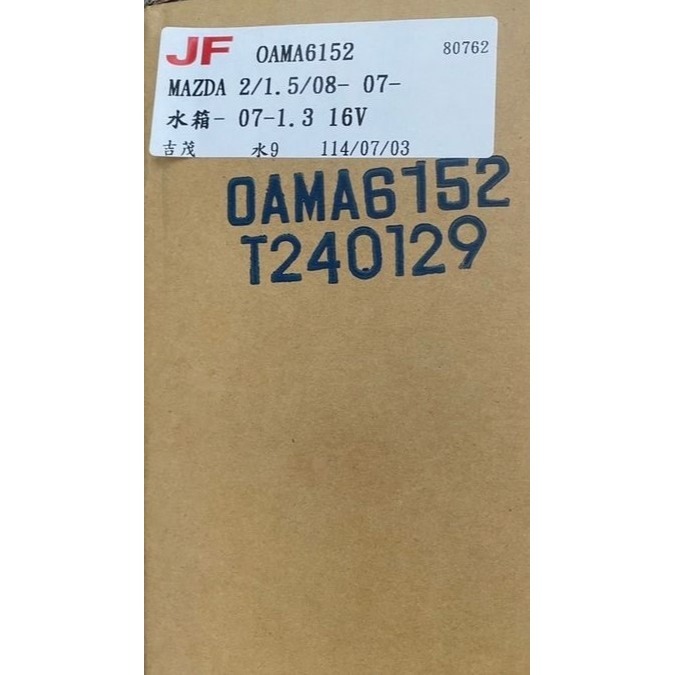 JF OAMA6152 80762
MAZDA 2/1.5/08- 07-
水箱- 07-1.3 16V
吉茂 水9 114/07/03
OAMA6152
T240129